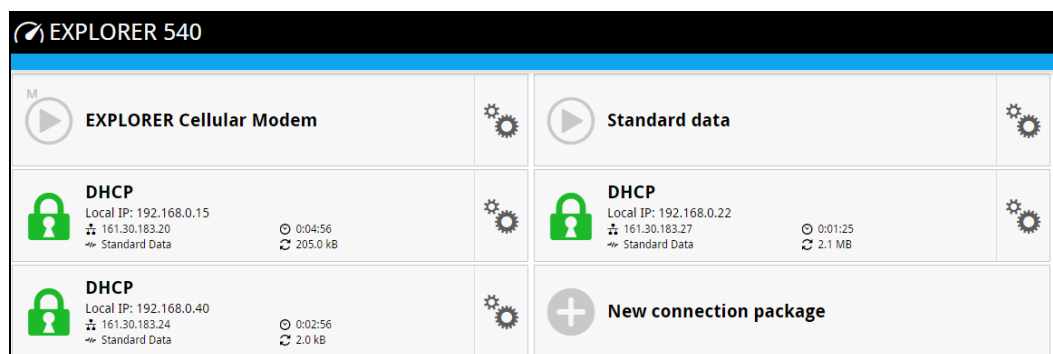 EXPLORER 540
M
EXPLORER Cellular Modem
Standard data
DHCP
Local IP: 192.168.0.15
161.30.183.20 0:04:56
Standard Data 205.0 kB
DHCP
Local IP: 192.168.0.22
161.30.183.27 0:01:25
Standard Data 2.1 MB
DHCP
Local IP: 192.168.0.40
161.30.183.24 0:02:56
Standard Data 2.0 kB
New connection package